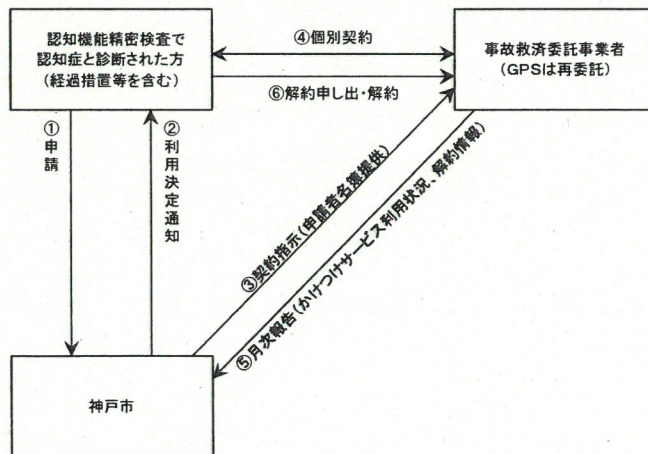 認知機能精密検査で
認知症と診断された方
(経過措置等を含む)
④個別契約
⑥解約申し出・解約
事故救済委託事業者
(GPSは再委託)
①申請
②利用決定通知
③契約指示(申請者名簿提供)
⑤月次報告(かけつけサービス利用状況、解約情報)
神戸市